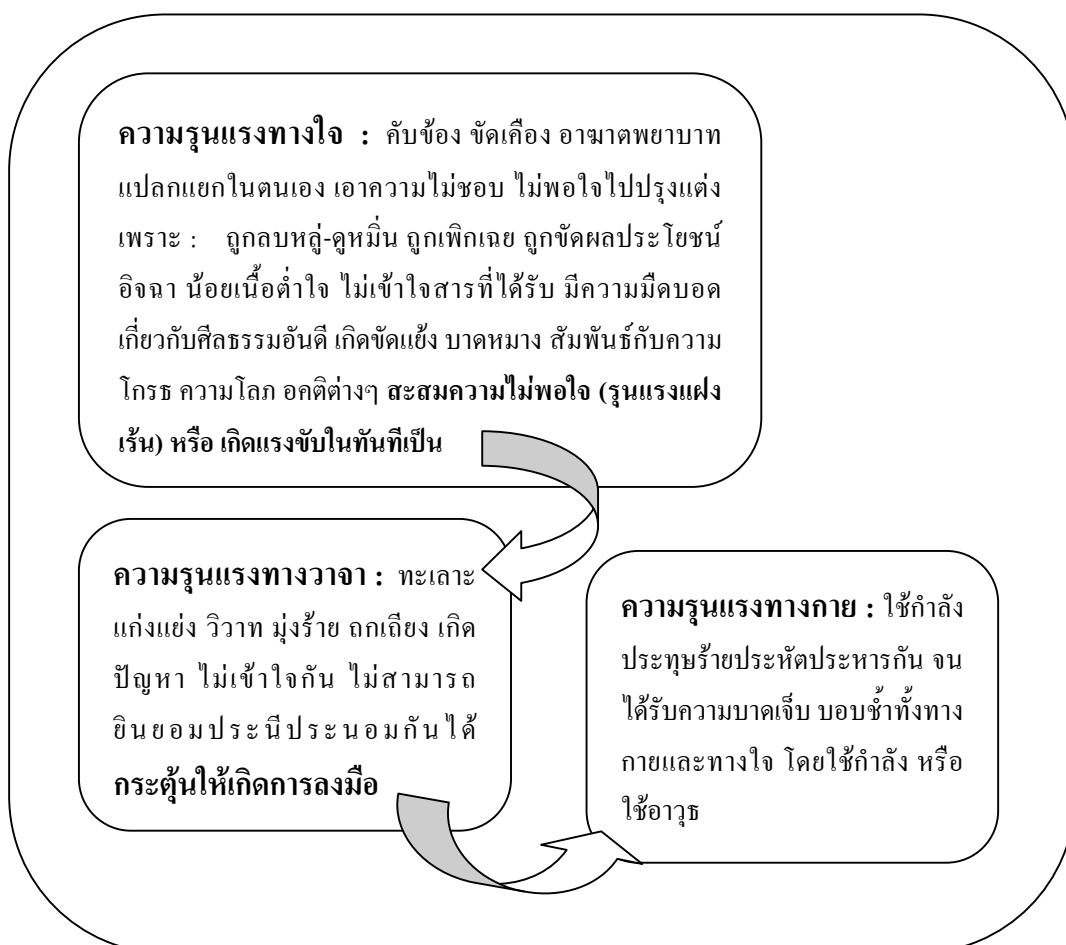 ความรุนแรงทางใจ : คับข้อง ขัดเคือง อาฆาตพยาบาท
แปลกแยกในตนเอง เอาความไม่ชอบ ไม่พอใจไปปรุงแต่ง
เพราะ : ถูกลบหลู่-ดูหมิ่น ถูกเพิกเฉย ถูกขัดผลประโยชน์
อิจฉา น้อยเนื้อต่ำใจ ไม่เข้าใจสารที่ได้รับ มีความมืดบอด
เกี่ยวกับศีลธรรมอันดี เกิดขัดแย้ง บาดหมาง สัมพันธ์กับความ
โกรธ ความโลภ อคติต่างๆ สะสมความไม่พอใจ (รุนแรงแฝง
เร้น) หรือ เกิดแรงขับในทันทีเป็น
ความรุนแรงทางวาจา : ทะเลาะ
แก่งแย่ง วิวาท มุ่งร้าย ถกเถียง เกิด
ปัญหา ไม่เข้าใจกัน ไม่สามารถ
ยินยอมประนีประนอมกันได้
กระตุ้นให้เกิดการลงมือ
ความรุนแรงทางกาย : ใช้กำลัง
ประทุษร้ายประหัตประหารกัน จน
ได้รับความบาดเจ็บ บอบช้ำทั้งทาง
กายและทางใจ โดยใช้กำลัง หรือ
ใช้อาวุธ